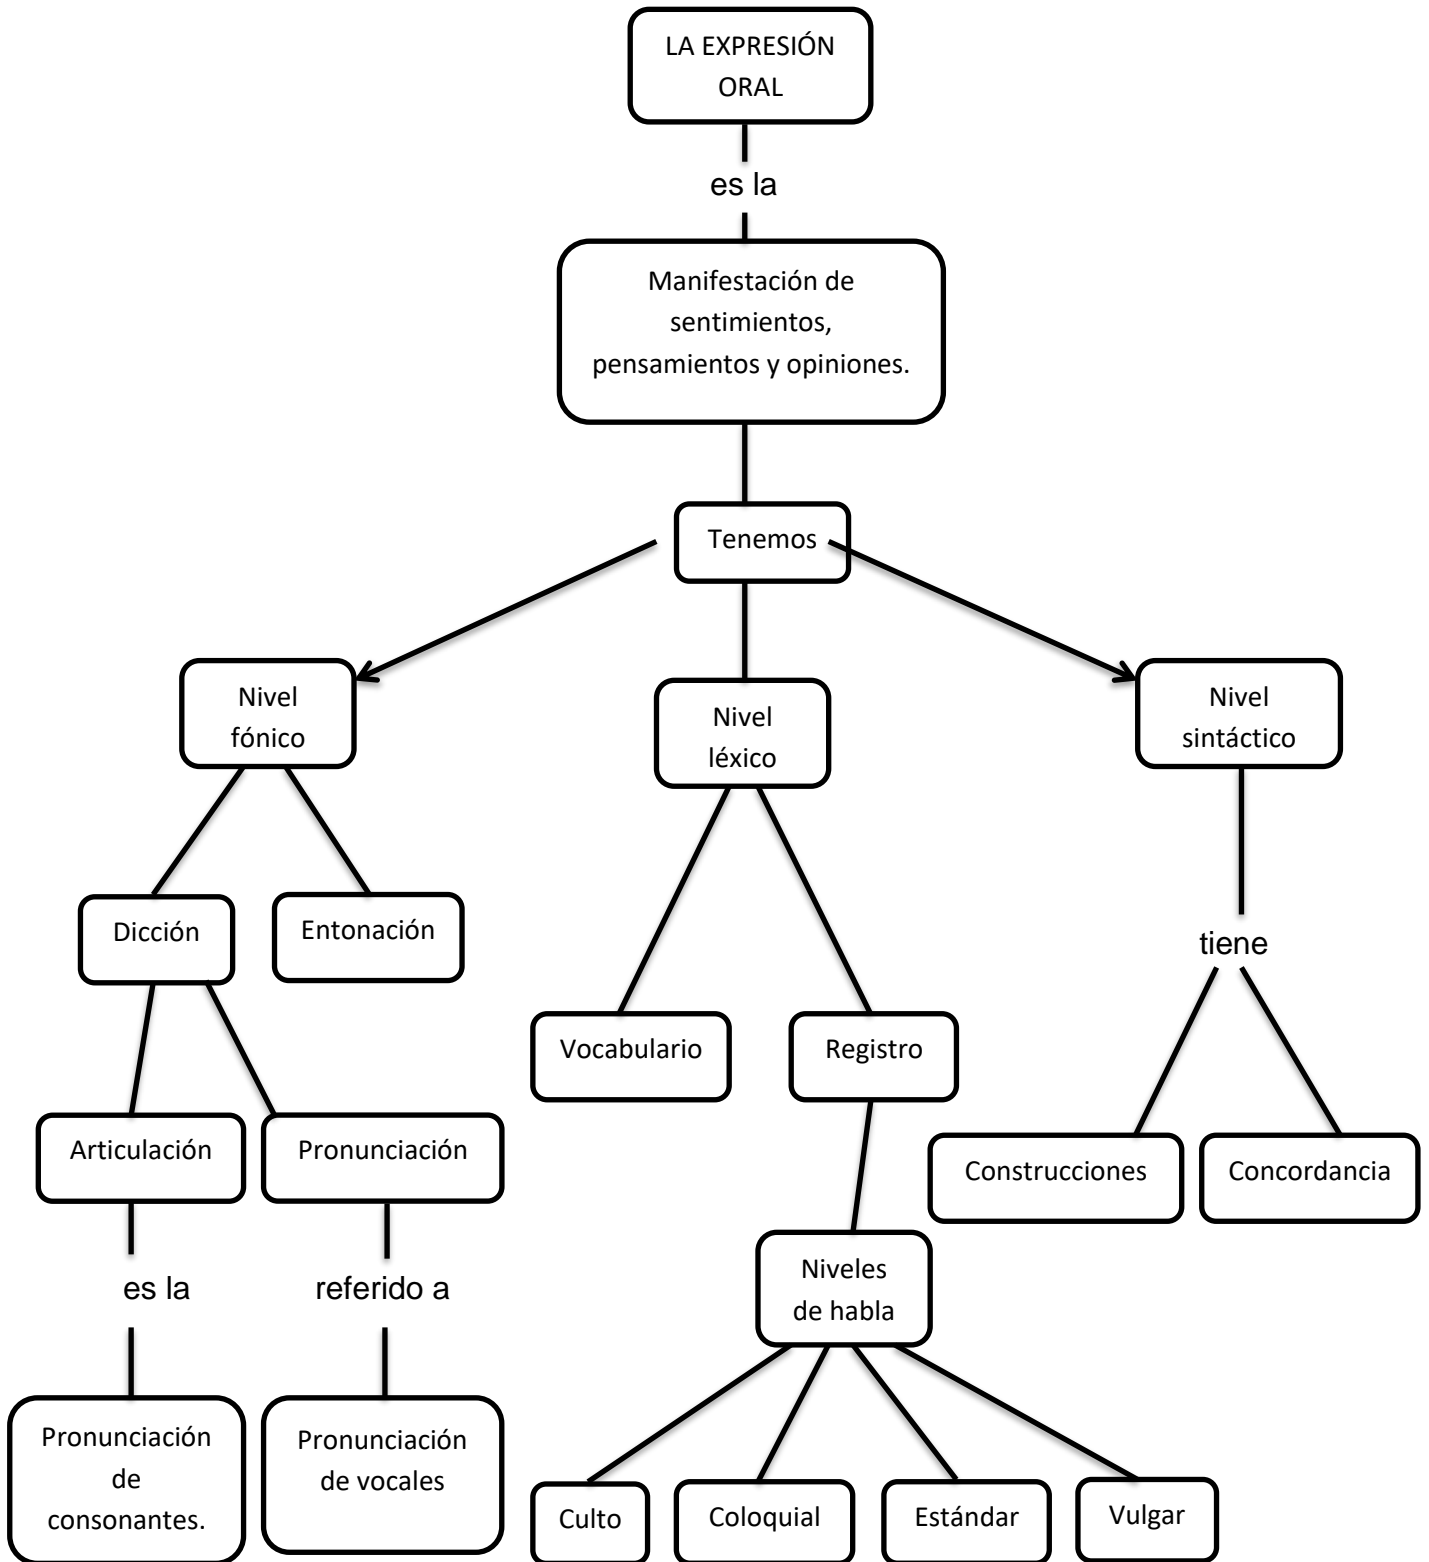 LA EXPRESIÓN
ORAL
es la
Manifestación de
sentimientos,
pensamientos y opiniones.
Tenemos
Nivel
fónico
Nivel
léxico
Nivel
sintáctico
Dicción
Entonación
tiene
Vocabulario
Registro
Articulación
Pronunciación
Construcciones
Concordancia
es la
referido a
Niveles
de habla
Pronunciación
de
consonantes.
Pronunciación
de vocales
Culto
Coloquial
Estándar
Vulgar